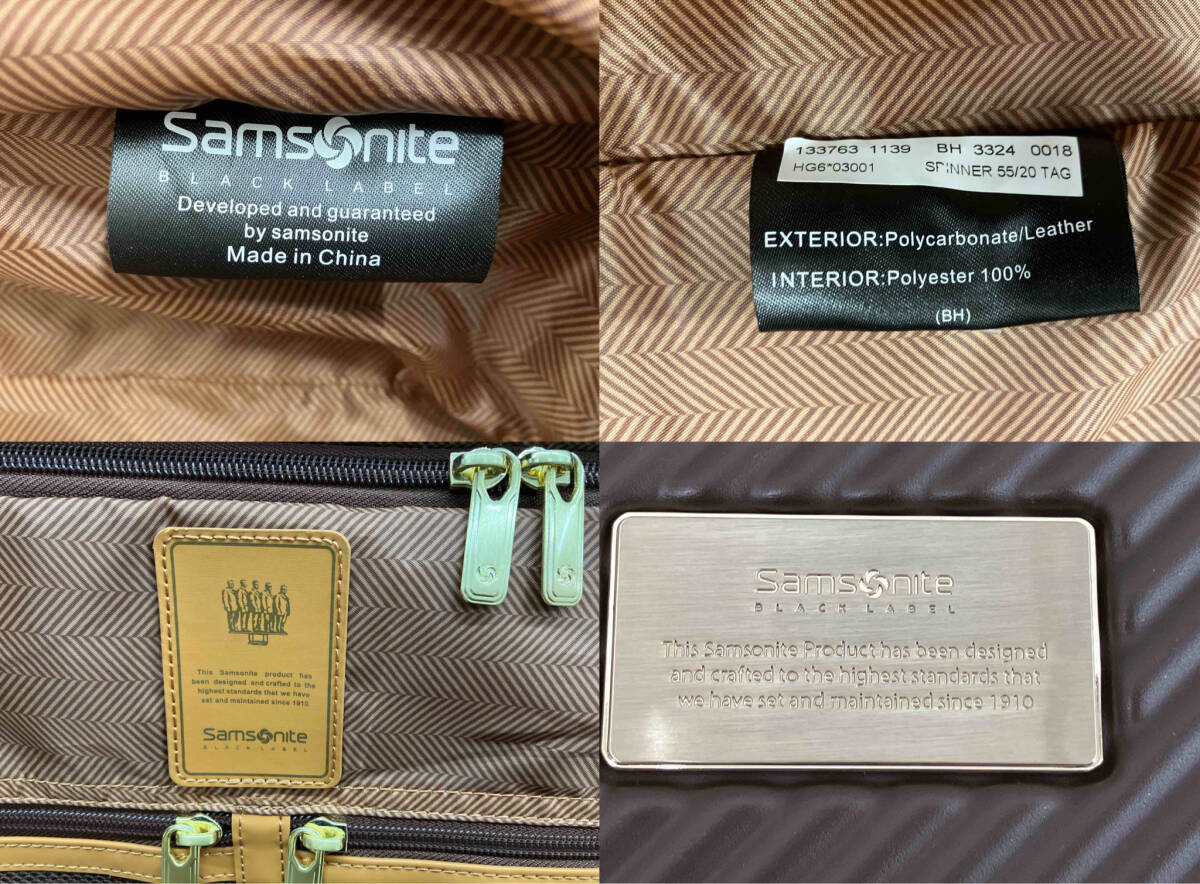 Samsonite
BLACK LABEL
Developed and guaranteed
by samsonite
Made in China
133763 1139 BH 3324 0018
HG6*03001 SPINNER 55/20 TAG
EXTERIOR:Polycarbonate/Leather
INTERIOR:Polyester 100%
(BH)
This Samsonite product has
been designed and crafted to the
highest standards that we have
set and maintained since 1910
Samsonite
BLACK LABEL
Samsonite
BLACK LABEL
This Samsonite Product has been designed
and crafted to the highest standards that
we have set and maintained since 1910